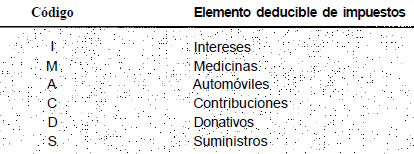 Código Elemento deducible de impuestos
I Intereses
M Medicinas
A Automóviles
C Contribuciones
D Donativos
S Suministros